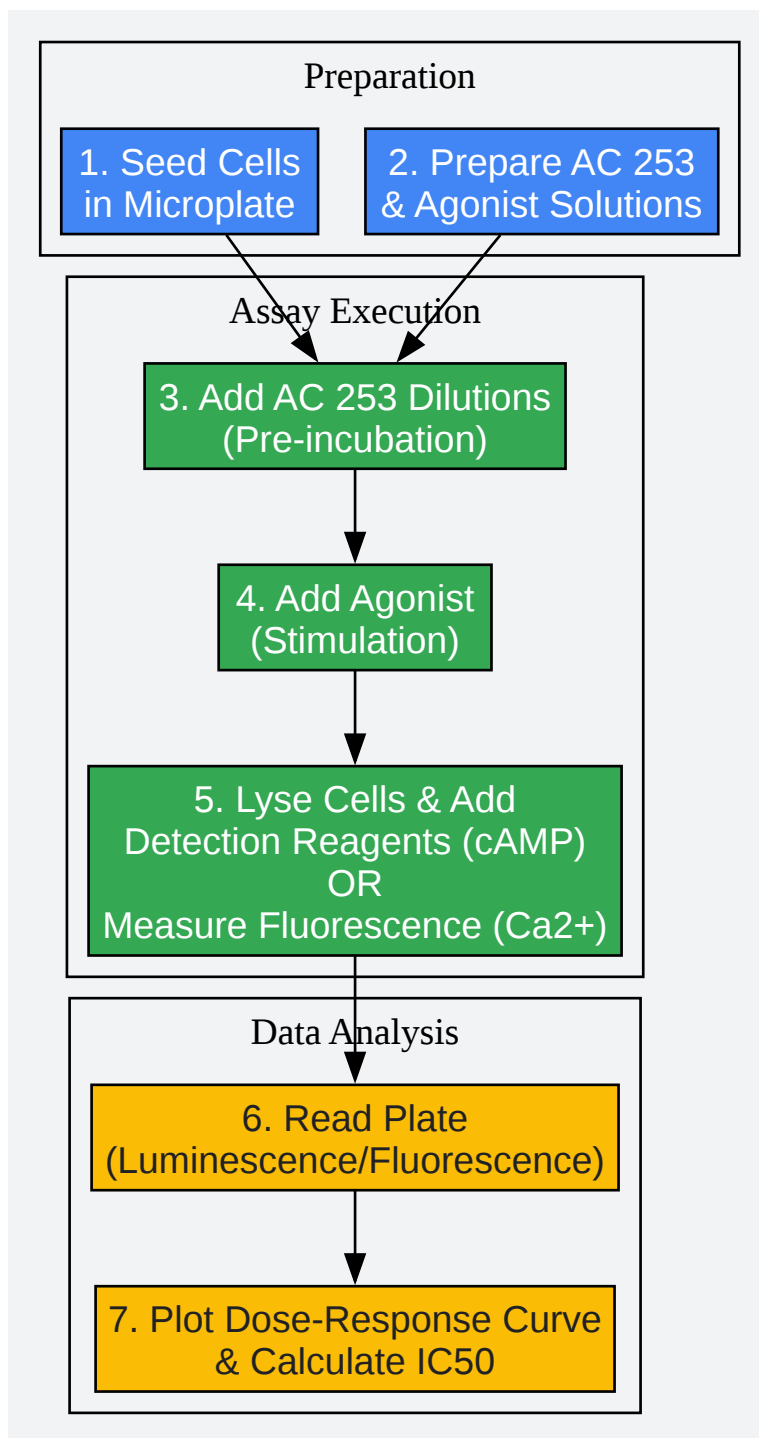 Preparation
1. Seed Cells
in Microplate
2. Prepare AC 253
& Agonist Solutions
Assay Execution
3. Add AC 253 Dilutions
(Pre-incubation)
4. Add Agonist
(Stimulation)
5. Lyse Cells & Add
Detection Reagents (cAMP)
OR
Measure Fluorescence (Ca2+)
Data Analysis
6. Read Plate
(Luminescence/Fluorescence)
7. Plot Dose-Response Curve
& Calculate IC50